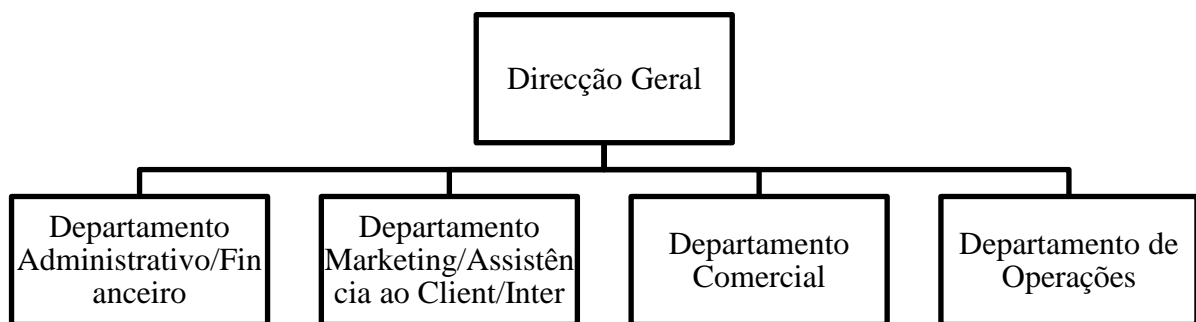 Direcção Geral
Departamento
Administrativo/Fin
anceiro
Departamento
Marketing/Assistên
cia ao Client/Inter
Departamento
Comercial
Departamento de
Operações